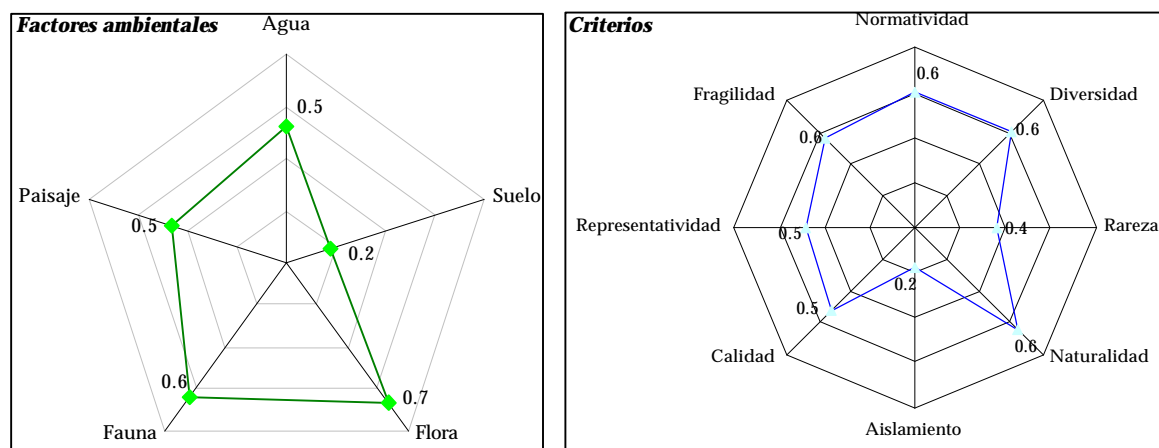 Factores ambientales
Agua
0.5
Paisaje
Suelo
0.5
0.2
0.6
0.7
Fauna
Flora
Criterios
Normatividad
0.6
Fragilidad
Diversidad
0.6
0.6
Representatividad
0.5
0.4
Rareza
0.2
0.5
0.6
Calidad
Naturalidad
Aislamiento